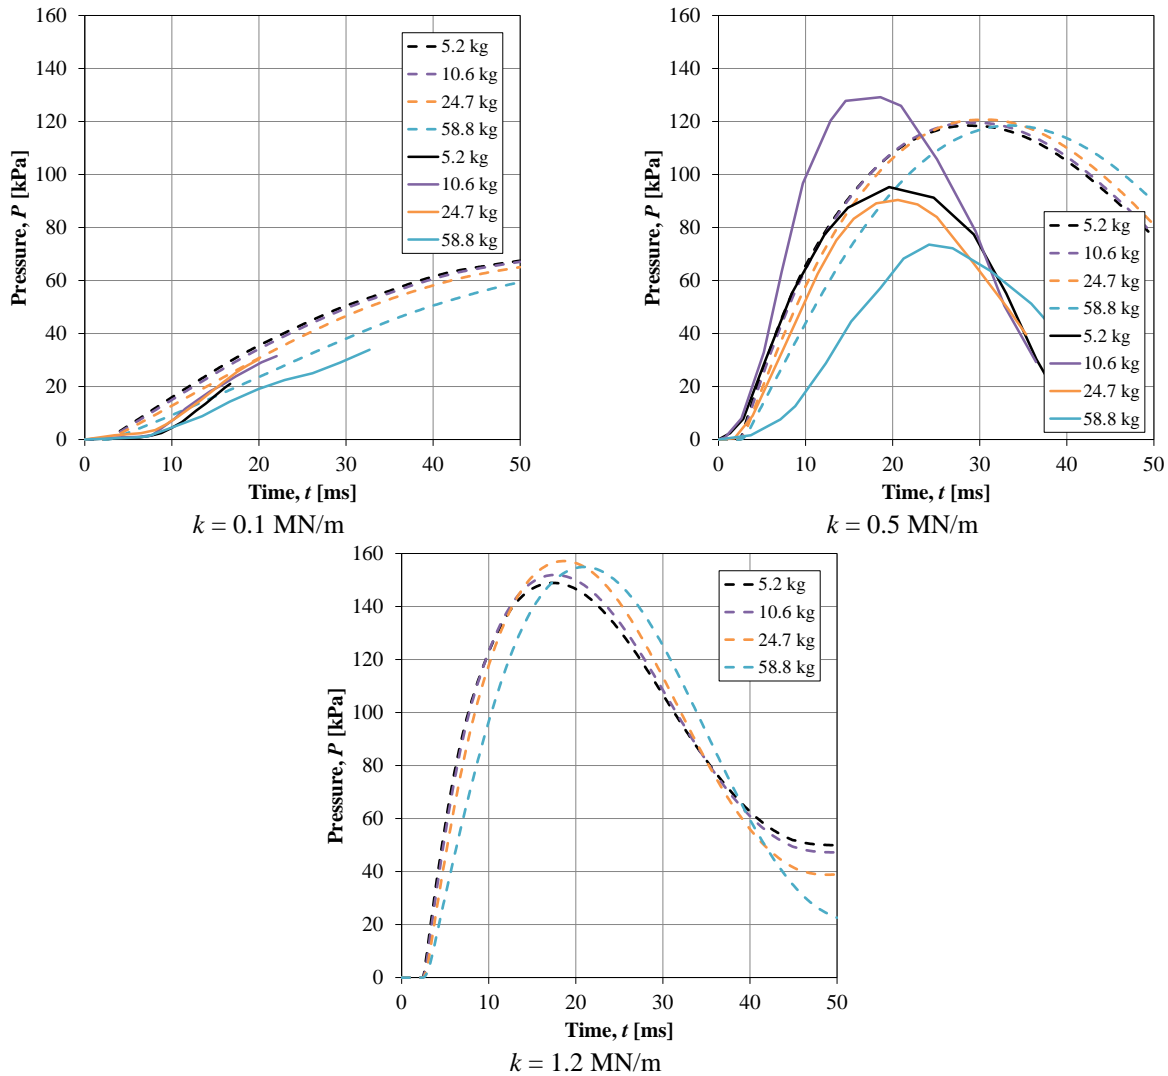 160
140
120
100
80
60
40
20
0
Pressure, P [kPa]
5.2 kg
10.6 kg
24.7 kg
58.8 kg
5.2 kg
10.6 kg
24.7 kg
58.8 kg
0 10 20 30 40 50
Time, t [ms]
k = 0.1 MN/m
160
140
120
100
80
60
40
20
0
Pressure, P [kPa]
5.2 kg
10.6 kg
24.7 kg
58.8 kg
5.2 kg
10.6 kg
24.7 kg
58.8 kg
0 10 20 30 40 50
Time, t [ms]
k = 0.5 MN/m
160
140
120
100
80
60
40
20
0
Pressure, P [kPa]
5.2 kg
10.6 kg
24.7 kg
58.8 kg
0 10 20 30 40 50
Time, t [ms]
k = 1.2 MN/m